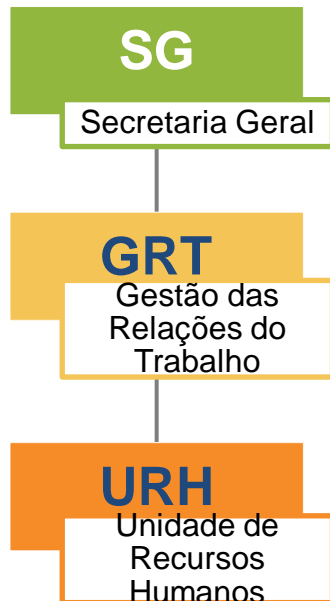 SG
Secretaria Geral
GRT
Gestão das
Relações do
Trabalho
URH
Unidade de
Recursos
Humanos